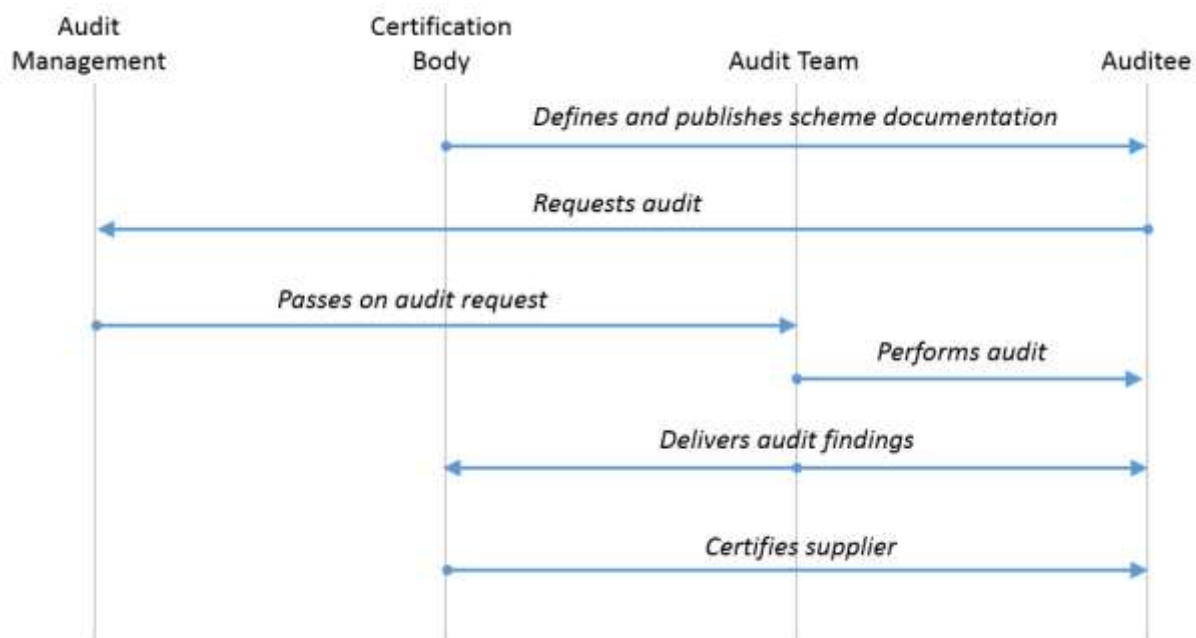 Audit
Management
Certification
Body
Audit Team
Auditee
Defines and publishes scheme documentation
Requests audit
Passes on audit request
Performs audit
Delivers audit findings
Certifies supplier